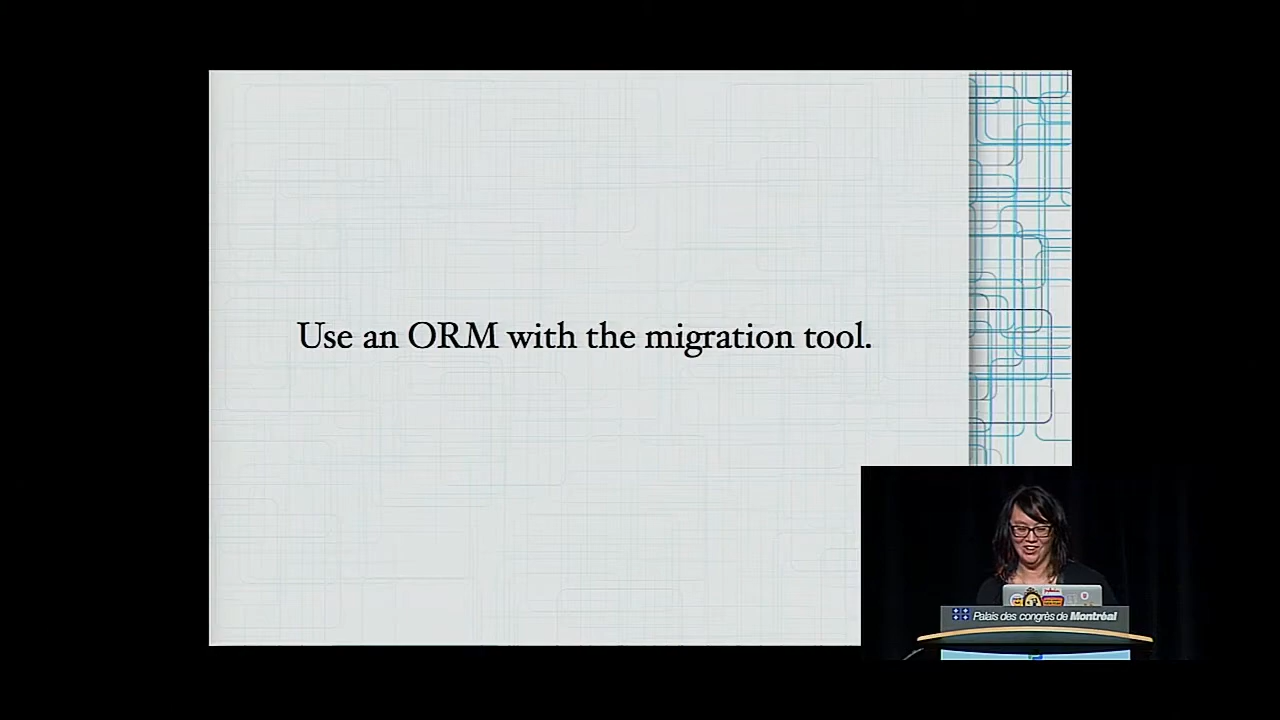 Use an ORM with the migration tool.
Palais des congrès de Montréal